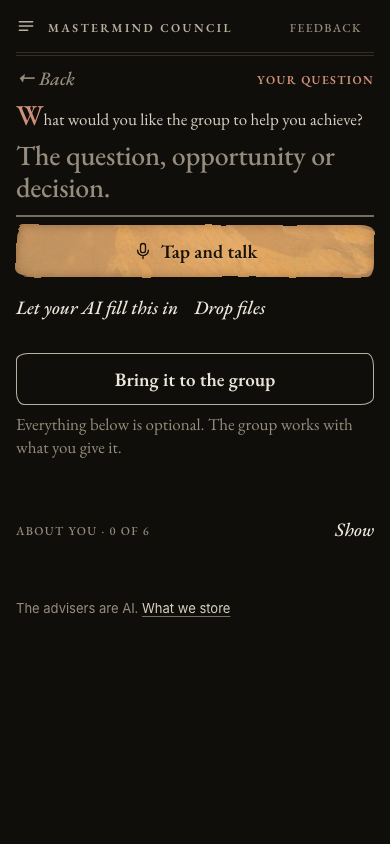 MASTERMIND COUNCIL FEEDBACK
← Back YOUR QUESTION
What would you like the group to help you achieve?
The question, opportunity or
decision.
Tap and talk
Let your AI fill this in Drop files
Bring it to the group
Everything below is optional. The group works with
what you give it.
ABOUT YOU · 0 OF 6 Show
The advisers are AI. What we store